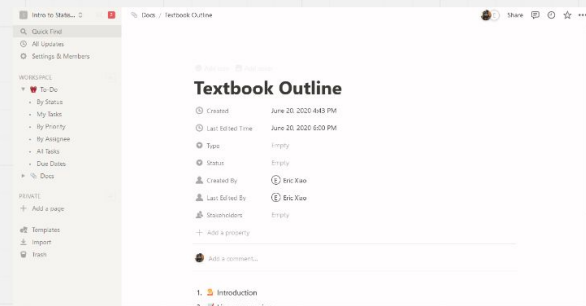 Intro to Statis...
Docs / Textbook Outline
Share
Quick Find
All Updates
Settings & Members
WORKSPACE
To-Do
By Status
My Tasks
By Priority
By Assignee
All Tasks
Due Dates
Docs
PRIVATE
+ Add a page
Templates
Import
Trash
Textbook Outline
Created June 20, 2020 4:43 PM
Last Edited Time June 20, 2020 6:00 PM
Type Empty
Status Empty
Created By E Eric Xiao
Last Edited By E Eric Xiao
Stakeholders Empty
+ Add a property
Add a comment...
1. Introduction